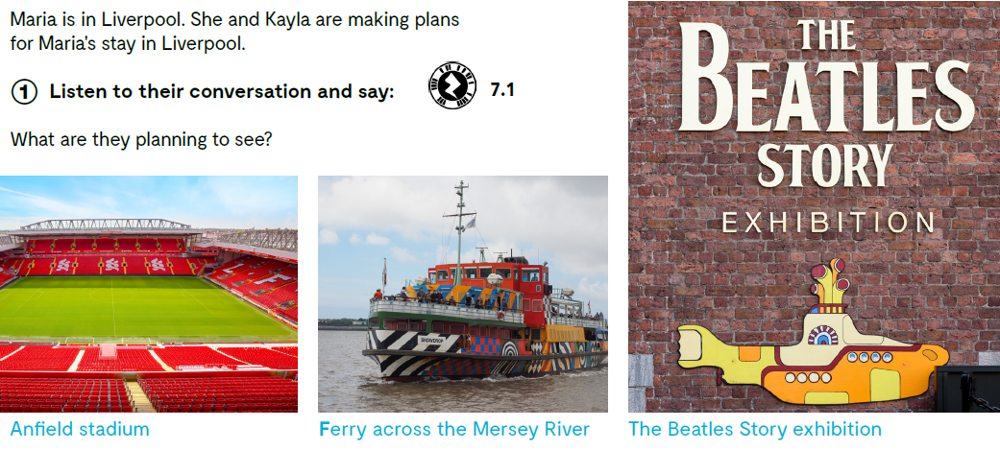 Maria is in Liverpool. She and Kayla are making plans
for Maria's stay in Liverpool.
1 Listen to their conversation and say:
7.1
What are they planning to see?
THE
BEATLES
STORY
EXHIBITION
SNOWDROP
Anfield stadium
Ferry across the Mersey River
The Beatles Story exhibition